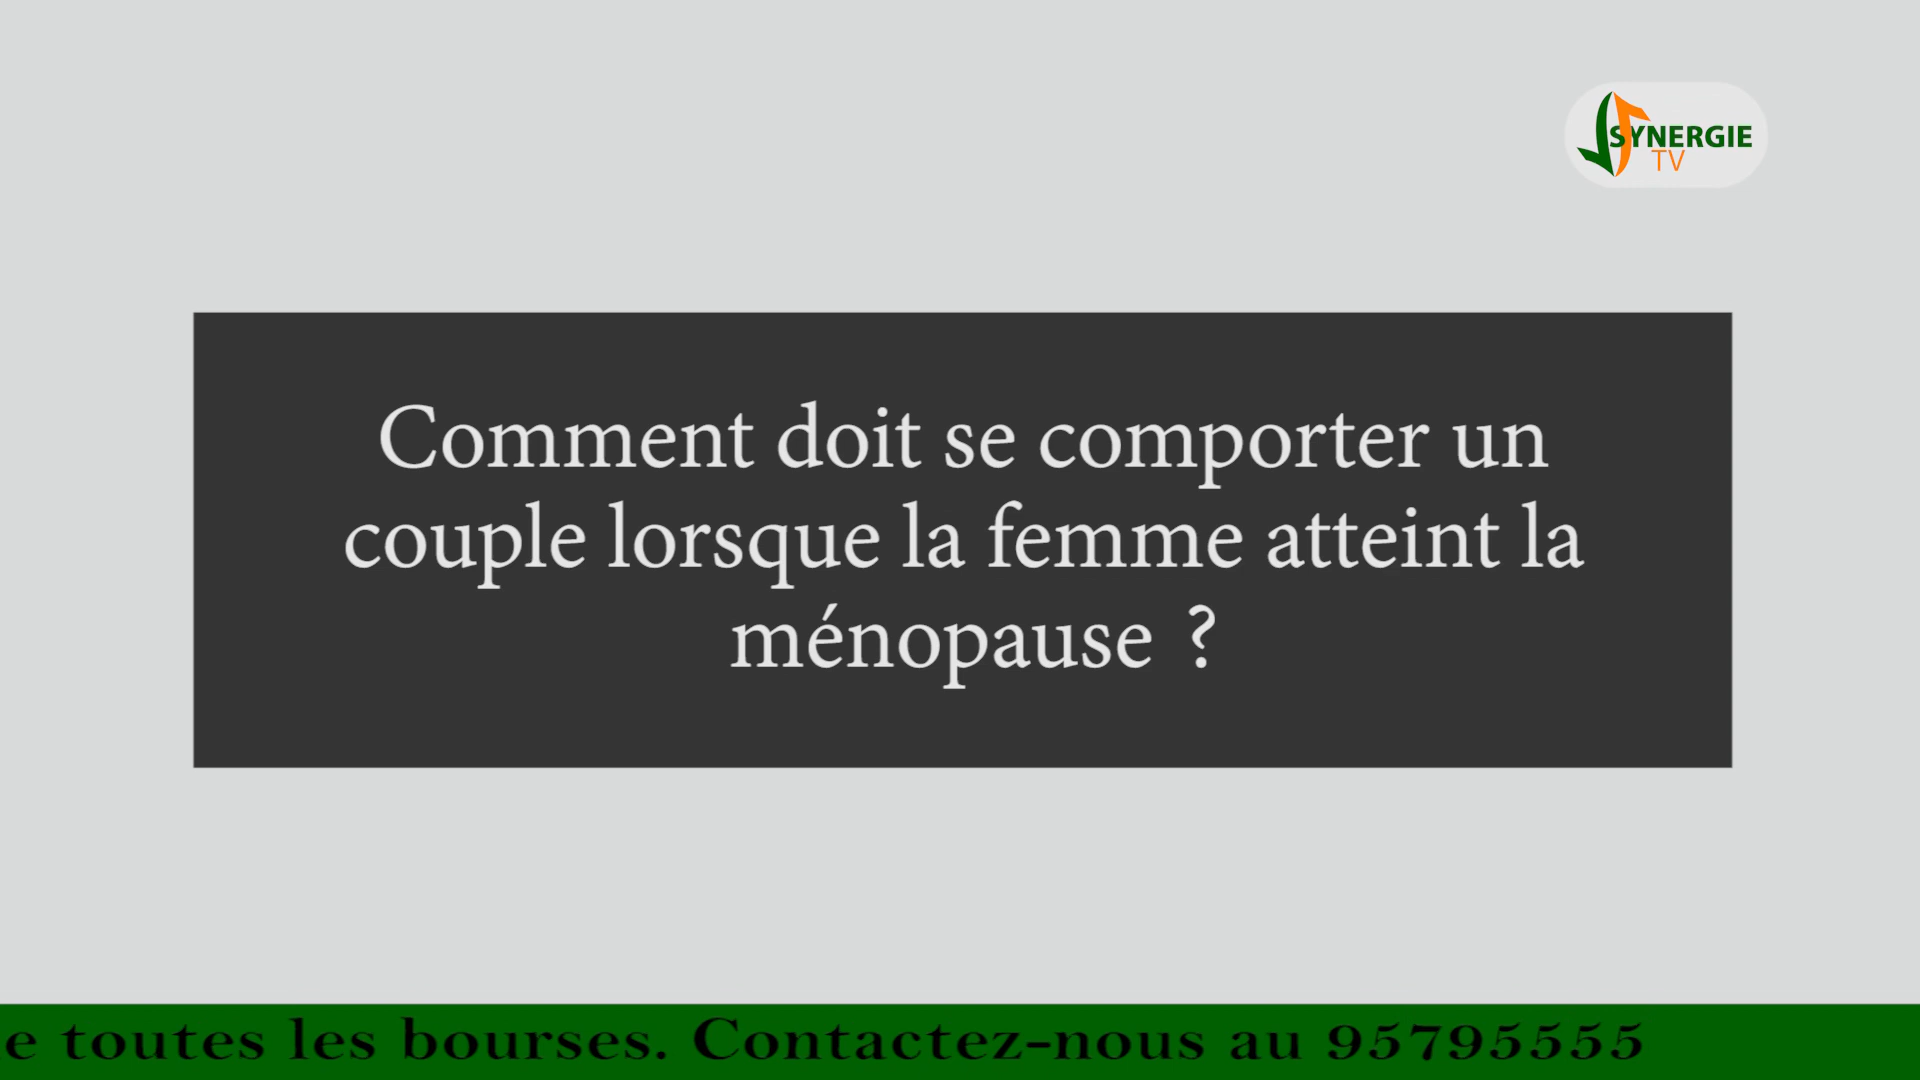 SYNERGIE
TV
Comment doit se comporter un
couple lorsque la femme atteint la
ménopause ?
e toutes les bourses. Contactez-nous au 95795555